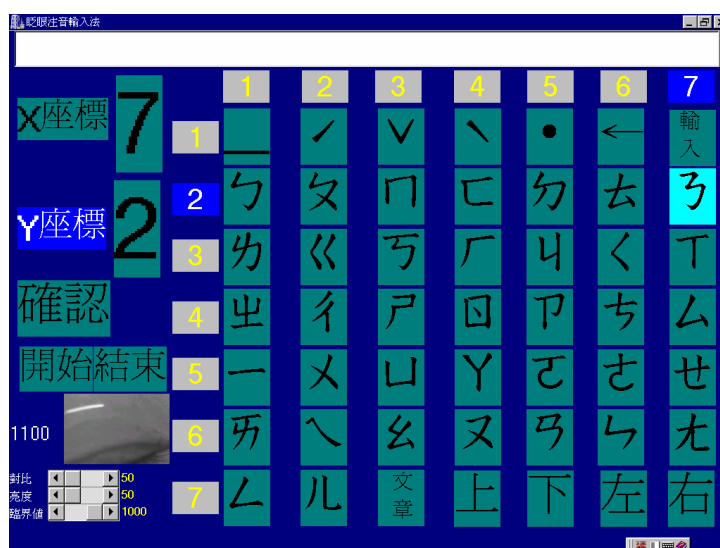 眨眼注音輸入法
1 2 3 4 5 6 7
X座標 7
1 ˊ ˇ ˋ • ← 輸入
Y座標 2
2 ㄅ ㄆ ㄇ ㄈ ㄉ ㄊ ㄋ
3 ㄌ ㄍ ㄎ ㄏ ㄐ ㄑ ㄒ
確認
4 ㄓ ㄔ ㄕ ㄖ ㄗ ㄘ ㄙ
開始 結束
5 ㄧ ㄨ ㄩ ㄚ ㄛ ㄜ ㄝ
1100
6 ㄞ ㄟ ㄠ ㄡ ㄢ ㄣ ㄤ
對比 50
亮度 50
臨界值 1000
7 ㄥ ㄦ 文章 上 下 左 右